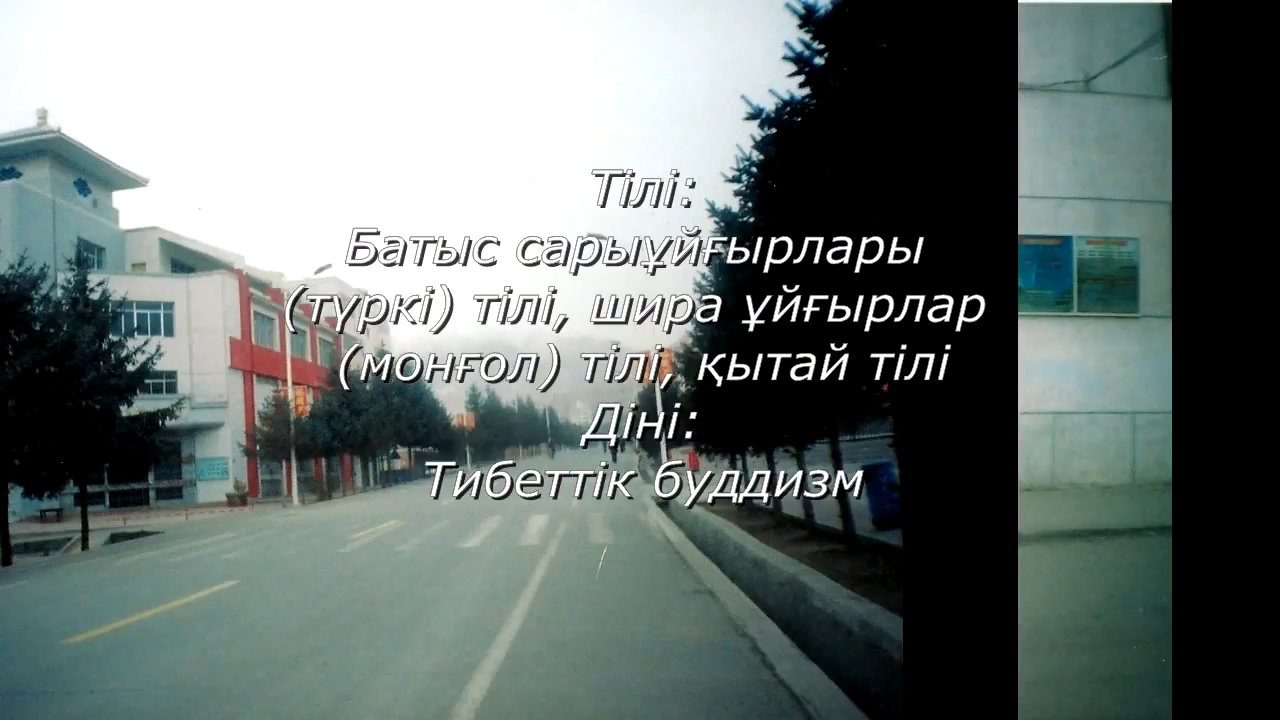 Тілі:
Батыс сарыұйғырлары
(түркі) тілі, шира ұйғырлар
(монғол) тілі, қытай тілі
Діні:
Тибеттік буддизм